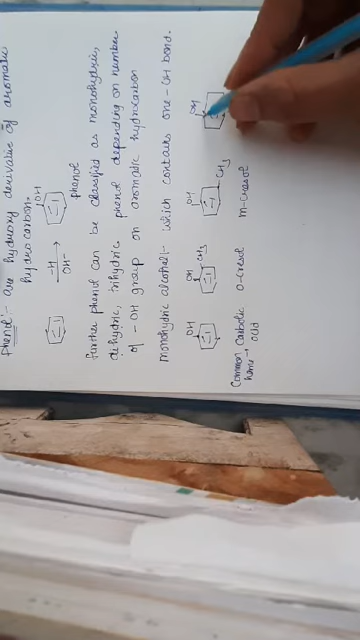 Phenol:- are hydroxy derivative of aromatic
hydrocarbon.
-H
OH-
OH
Phenol
further phenol can be classified as monohydric,
dihydric, trihydric phenol depending on number
of -OH group on aromatic hydrocarbon
Monohydric alcohol:- which contains one -OH bond.
OH
OH
CH3
OH
CH3
OH
Common
name→
Carbolic
acid
o-cresol
m-cresol